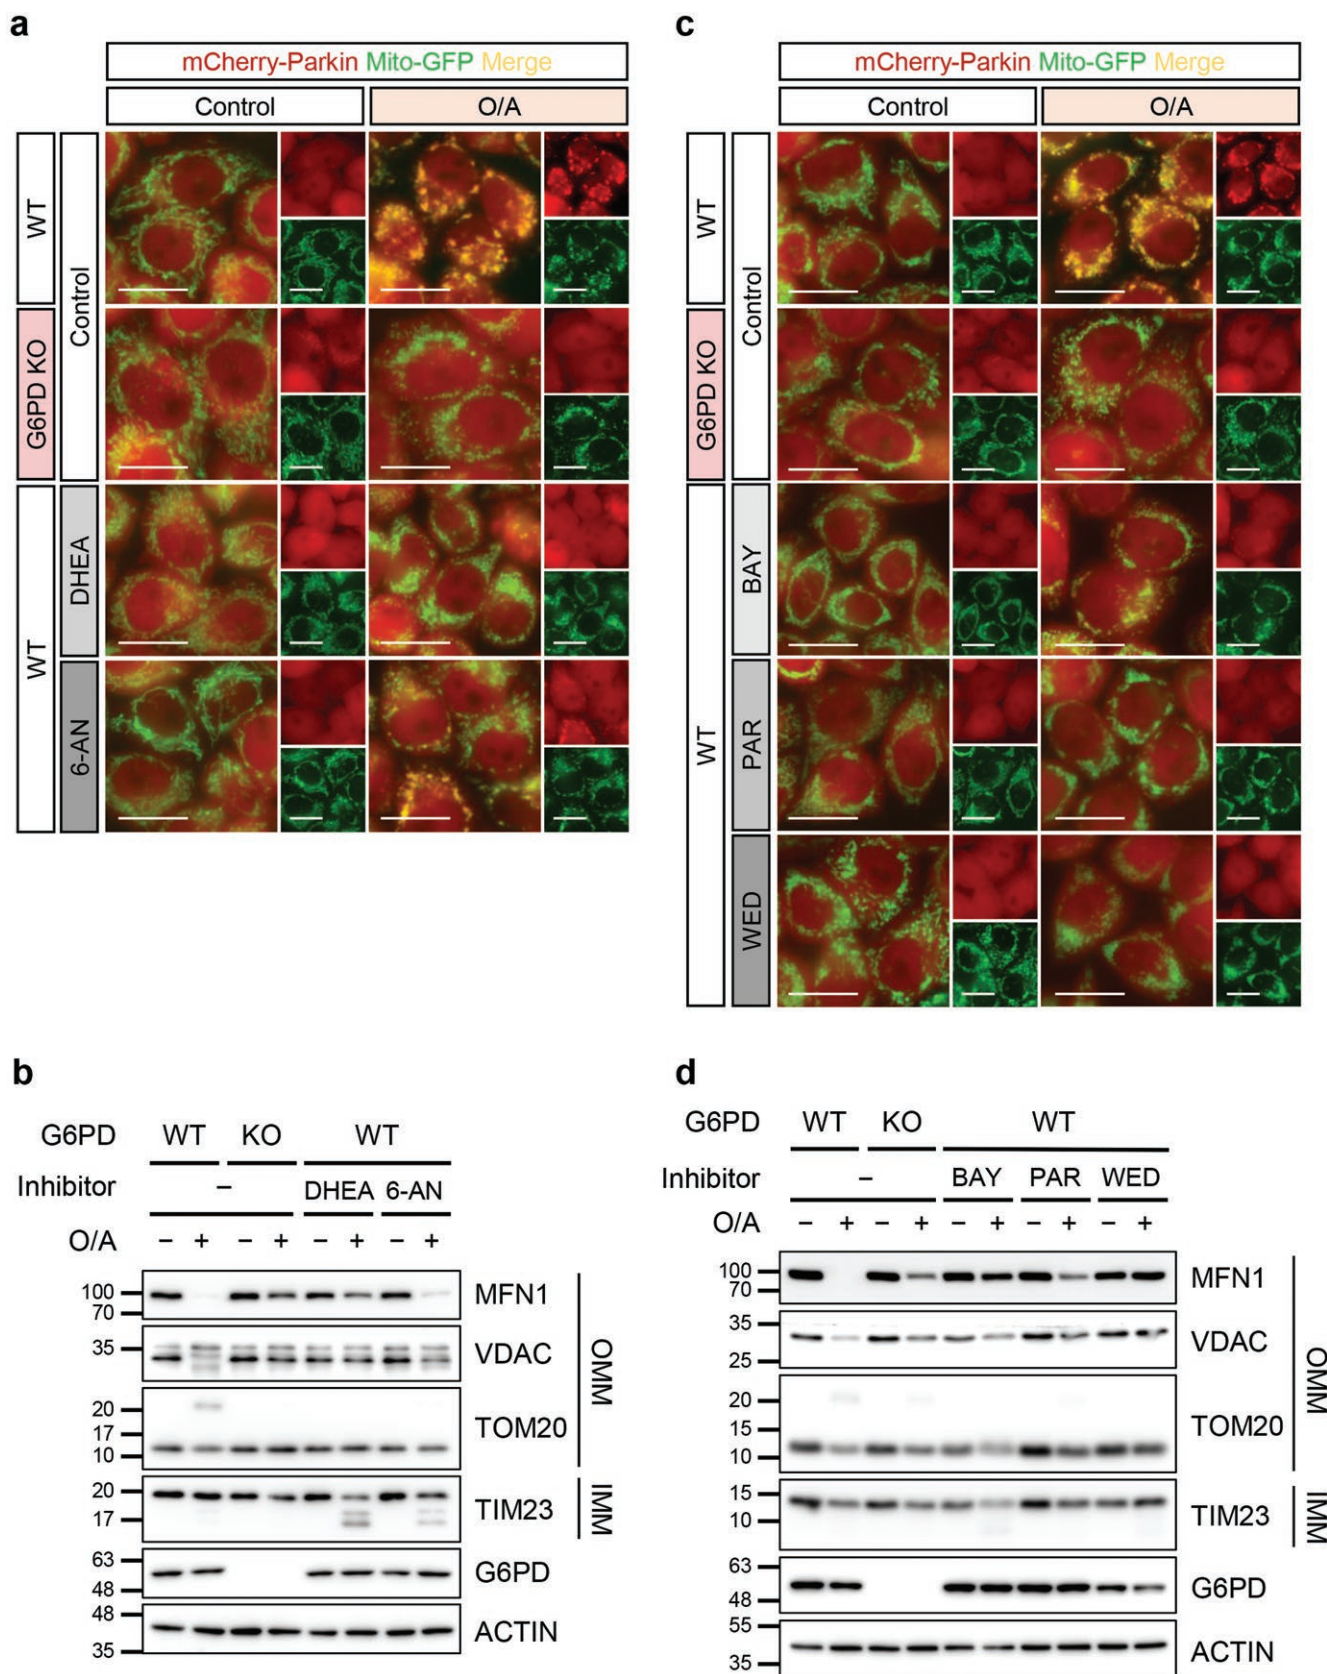 a
mCherry-Parkin Mito-GFP Merge
Control O/A
WT
Control
G6PD KO
WT
DHEA
6-AN
c
mCherry-Parkin Mito-GFP Merge
Control O/A
WT
Control
G6PD KO
WT
BAY
PAR
WED
b
G6PD WT KO WT
Inhibitor – DHEA 6-AN
O/A – + – + – + – +
100
70
MFN1
35
VDAC
20
17
10
TOM20
OMM
20
17
TIM23
IMM
63
48
G6PD
48
35
ACTIN
d
G6PD WT KO WT
Inhibitor – BAY PAR WED
O/A – + – + – + – + – +
100
70
MFN1
35
25
VDAC
20
15
10
TOM20
OMM
15
10
TIM23
IMM
63
48
G6PD
55
35
ACTIN